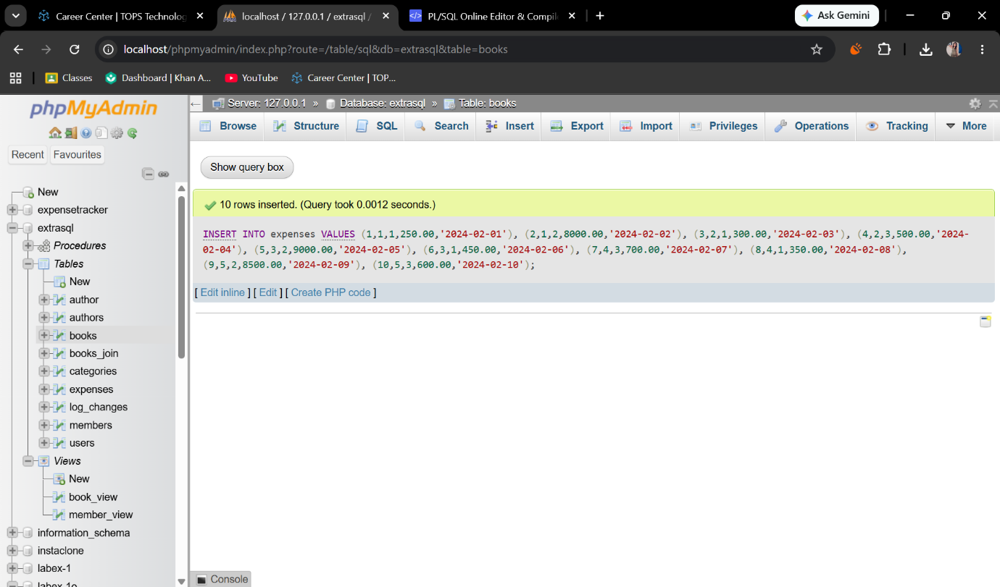 Career Center | TOPS Technolog
localhost / 127.0.0.1 / extrasql /
PL/SQL Online Editor & Compil
Ask Gemini
localhost/phpmyadmin/index.php?route=/table/sql&db=extrasql&table=books
Classes
Dashboard | Khan A...
YouTube
Career Center | TOP...
phpMyAdmin
Recent
Favourites
New
expensetracker
extrasql
Procedures
Tables
New
author
authors
books
books_join
categories
expenses
log_changes
members
users
Views
New
book_view
member_view
information_schema
instaclone
labex-1
labex-1o
Server: 127.0.0.1 » Database: extrasql » Table: books
Browse
Structure
SQL
Search
Insert
Export
Import
Privileges
Operations
Tracking
More
Show query box
10 rows inserted. (Query took 0.0012 seconds.)
INSERT INTO expenses VALUES (1,1,1,250.00,'2024-02-01'), (2,1,2,8000.00,'2024-02-02'), (3,2,1,300.00,'2024-02-03'), (4,2,3,500.00,'2024-
02-04'), (5,3,2,9000.00,'2024-02-05'), (6,3,1,450.00,'2024-02-06'), (7,4,3,700.00,'2024-02-07'), (8,4,1,350.00,'2024-02-08'),
(9,5,2,8500.00,'2024-02-09'), (10,5,3,600.00,'2024-02-10');
[ Edit inline ] [ Edit ] [ Create PHP code ]
Console